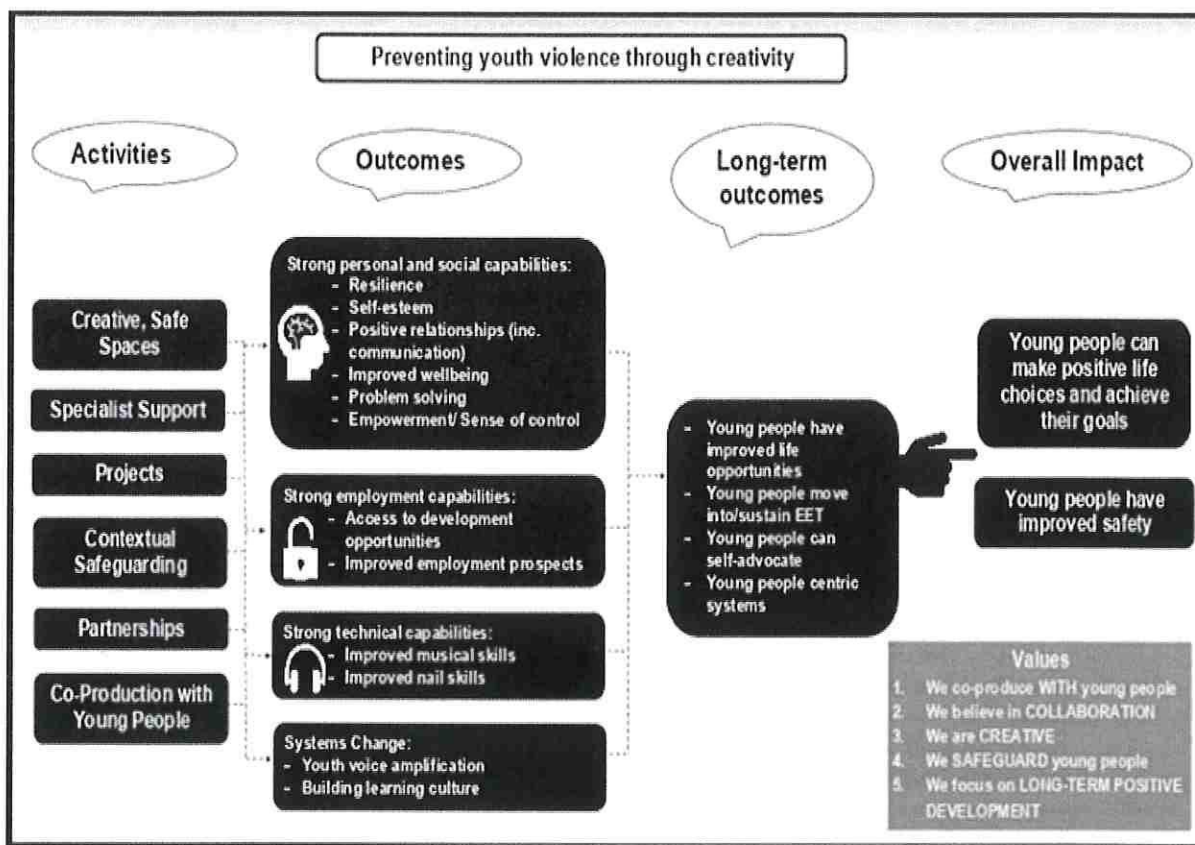 Preventing youth violence through creativity
Activities
Outcomes
Long-term
outcomes
Overall Impact
Creative, Safe
Spaces
Specialist Support
Projects
Contextual
Safeguarding
Partnerships
Co-Production with
Young People
Strong personal and social capabilities:
- Resilience
- Self-esteem
- Positive relationships (inc.
communication)
- Improved wellbeing
- Problem solving
- Empowerment/ Sense of control
Strong employment capabilities:
- Access to development
opportunities
- Improved employment prospects
Strong technical capabilities:
- Improved musical skills
- Improved nail skills
Systems Change:
- Youth voice amplification
- Building learning culture
- Young people have
improved life
opportunities
- Young people move
into/sustain EET
- Young people can
self-advocate
- Young people centric
systems
Young people can
make positive life
choices and achieve
their goals
Young people have
improved safety
Values
1. We co-produce WITH young people
2. We believe in COLLABORATION
3. We are CREATIVE
4. We SAFEGUARD young people
5. We focus on LONG-TERM POSITIVE
DEVELOPMENT